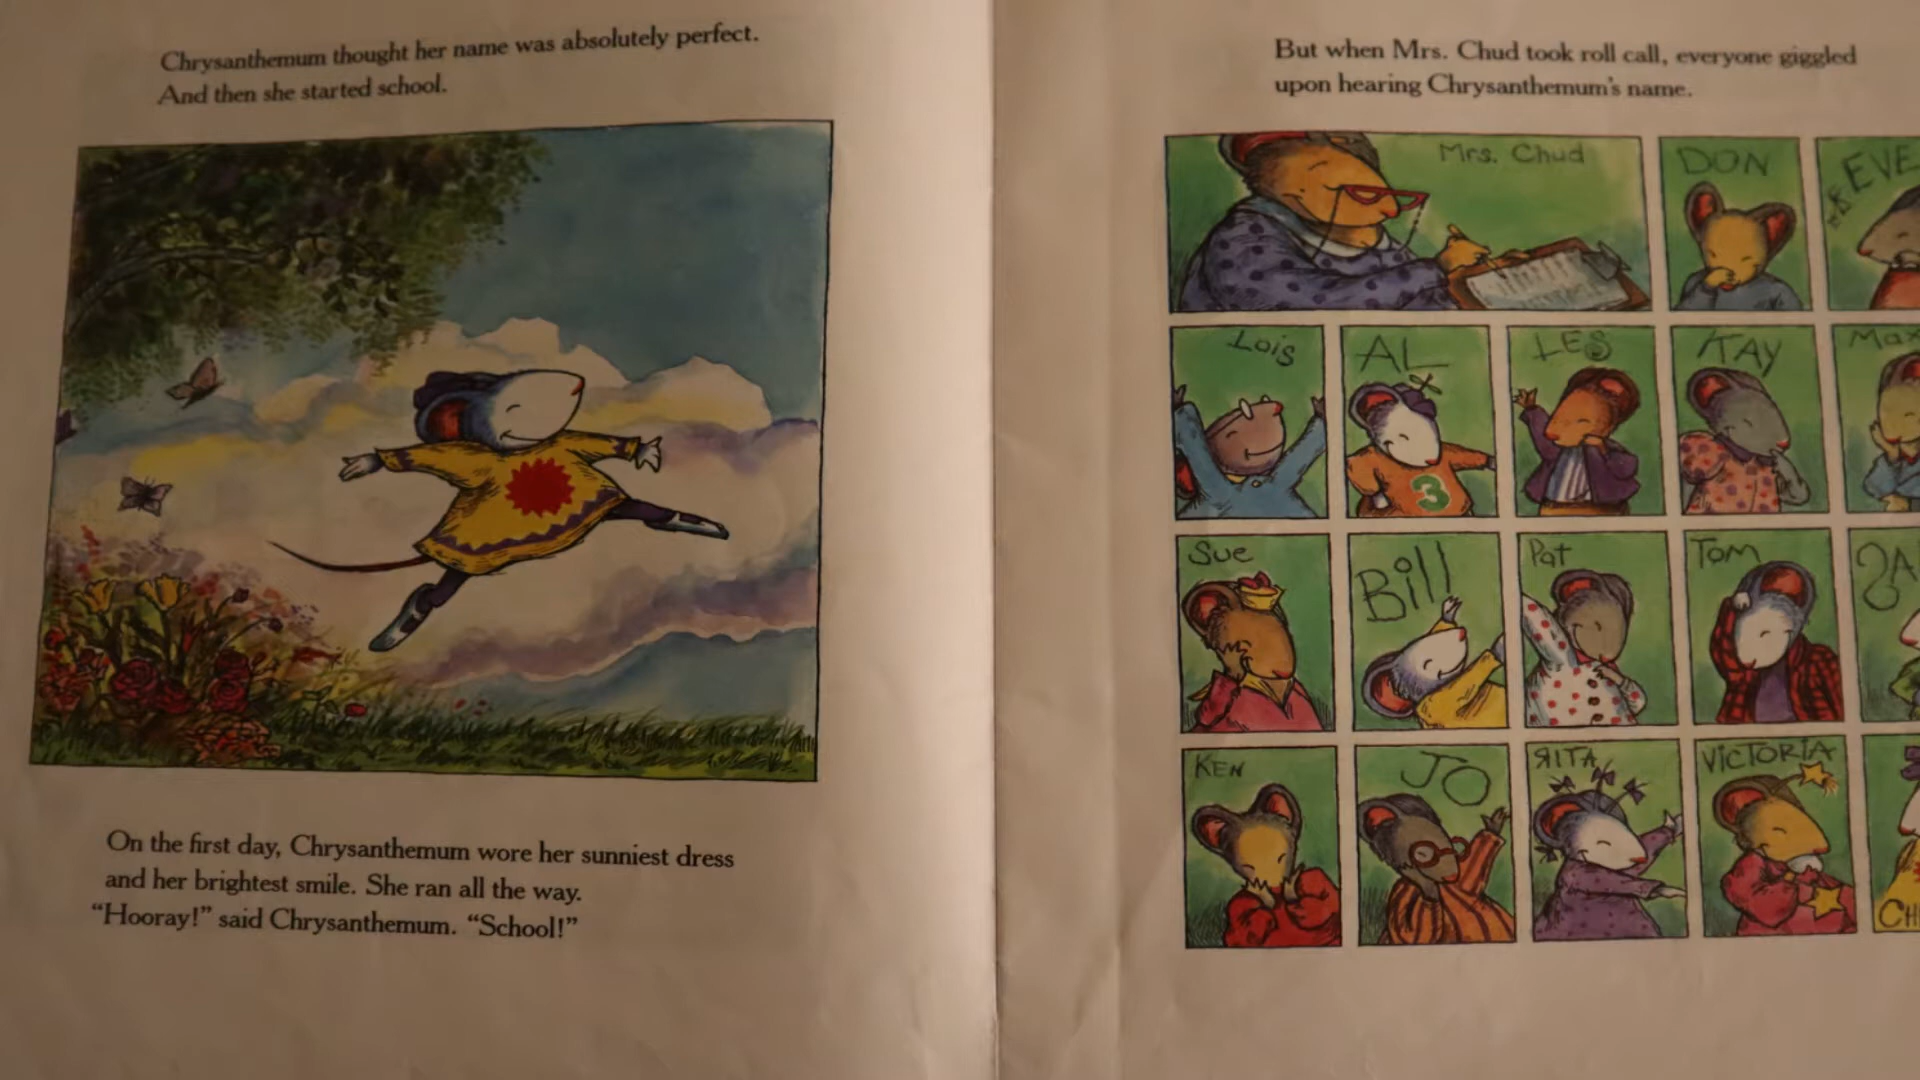 Chrysanthemum thought her name was absolutely perfect.
And then she started school.
On the first day, Chrysanthemum wore her sunniest dress
and her brightest smile. She ran all the way.
“Hooray!” said Chrysanthemum. “School!”
But when Mrs. Chud took roll call, everyone giggled
upon hearing Chrysanthemum’s name.
Mrs. Chud
DON
EVE
Lois
AL
LES
KAY
Max
3
Sue
Bill
Pat
Tom
KEN
JO
RITA
VICTORIA